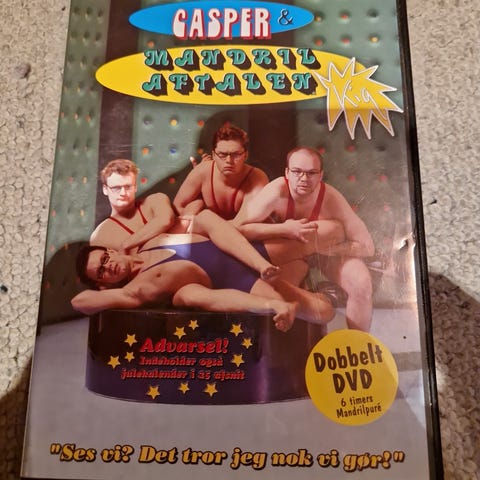 CASPER &
MANDRIL
AFTALEN
Kig
Advarsel!
Indeholder også
julekalender i 25 afsnit
Dobbelt
DVD
6 timers
Mandrilpuré
"Ses vi? Det tror jeg nok vi gør!"